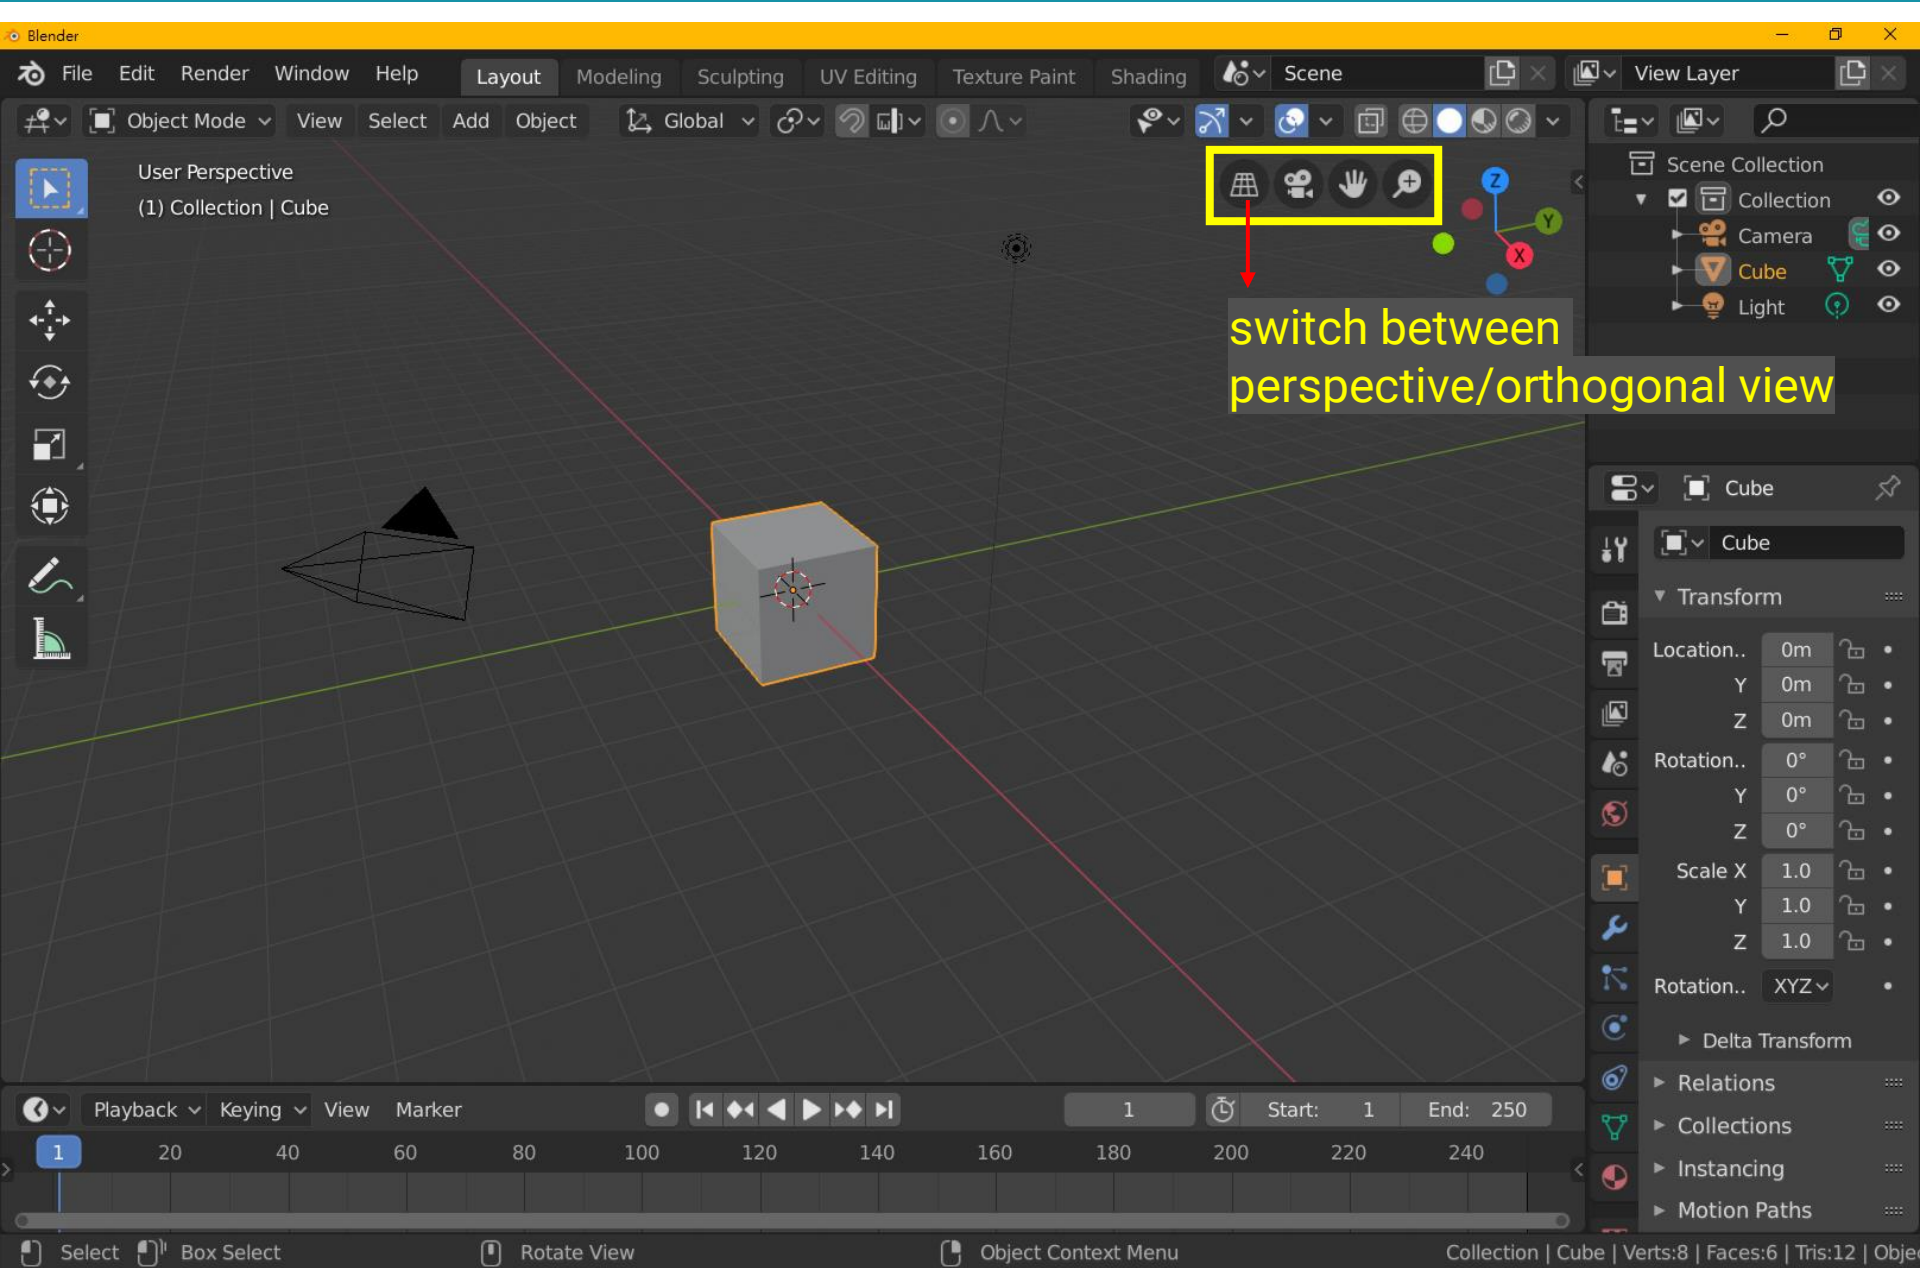 Blender
File Edit Render Window Help Layout Modeling Sculpting UV Editing Texture Paint Shading Scene View Layer
Object Mode View Select Add Object Global
User Perspective
(1) Collection | Cube
Z
Y
X
switch between
perspective/orthogonal view
Scene Collection
Collection
Camera
Cube
Light
Cube
Cube
Transform
Location.. 0m
Y 0m
Z 0m
Rotation.. 0°
Y 0°
Z 0°
Scale X 1.0
Y 1.0
Z 1.0
Rotation.. XYZ
Delta Transform
Relations
Collections
Instancing
Motion Paths
Playback Keying View Marker 1 Start: 1 End: 250
1 20 40 60 80 100 120 140 160 180 200 220 240
Select Box Select Rotate View Object Context Menu Collection | Cube | Verts:8 | Faces:6 | Tris:12 | Obje